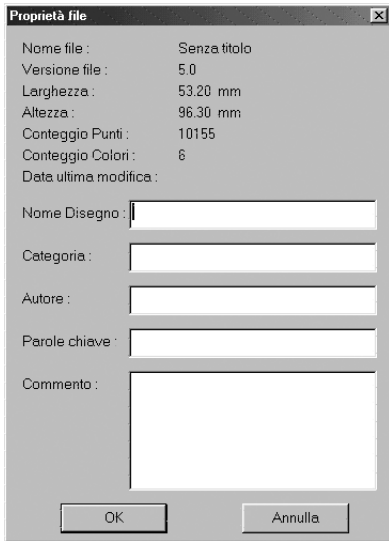 Proprietà file
Nome file : Senza titolo
Versione file : 5.0
Larghezza : 53.20 mm
Altezza : 96.30 mm
Conteggio Punti : 10155
Conteggio Colori : 6
Data ultima modifica :
Nome Disegno :
Categoria :
Autore :
Parole chiave :
Commento :
OK Annulla